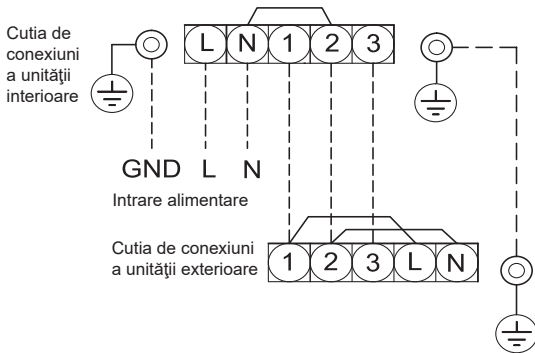 Cutia de
conexiuni
a unităţii
interioare
L N 1 2 3
GND L N
Intrare alimentare
Cutia de conexiuni
a unităţii exterioare
1 2 3 L N